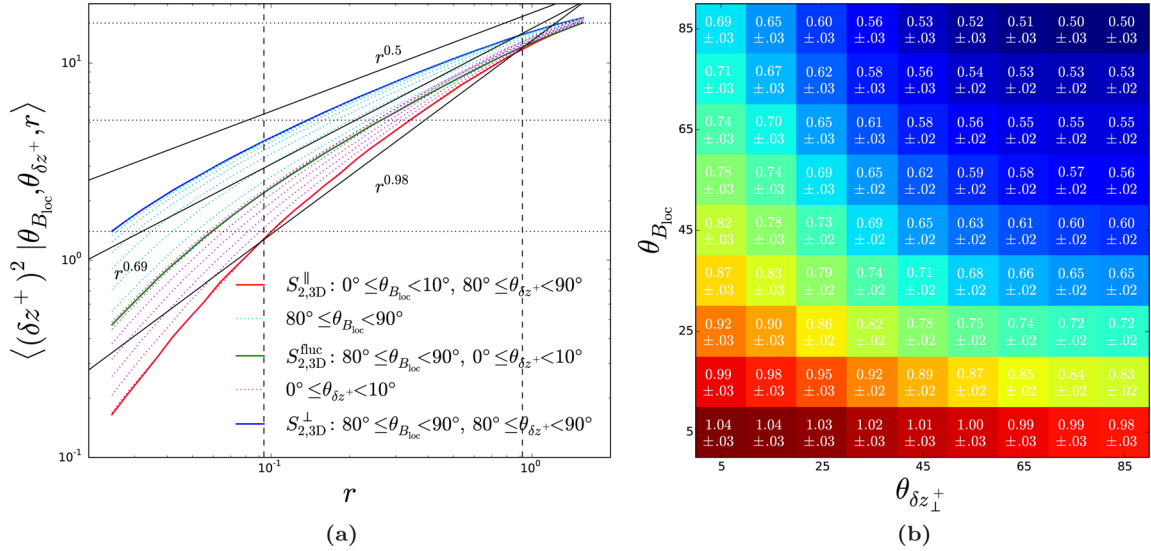 ⟨(δz⁺)² |θ_{B_loc},θ_{δz⁺},r⟩
10¹
10⁰
10⁻¹
r^{0.5}
r^{0.98}
r^{0.69}
S^{∥}_{2,3D}: 0° ≤θ_{B_loc}<10°, 80° ≤θ_{δz⁺}<90°
80° ≤θ_{B_loc}<90°
S^{fluc}_{2,3D}: 80° ≤θ_{B_loc}<90°, 0° ≤θ_{δz⁺}<10°
0° ≤θ_{δz⁺}<10°
S^{⊥}_{2,3D}: 80° ≤θ_{B_loc}<90°, 80° ≤θ_{δz⁺}<90°
10⁻¹ 10⁰
r
(a)
θ_{B_loc}
85
65
45
25
5
0.69 0.65 0.60 0.56 0.53 0.52 0.51 0.50 0.50
±.03 ±.03 ±.03 ±.03 ±.03 ±.03 ±.03 ±.03 ±.03
0.71 0.67 0.62 0.58 0.56 0.54 0.53 0.53 0.53
±.03 ±.03 ±.03 ±.03 ±.03 ±.02 ±.03 ±.03 ±.02
0.74 0.70 0.65 0.61 0.58 0.56 0.55 0.55 0.55
±.03 ±.03 ±.03 ±.03 ±.02 ±.02 ±.02 ±.02 ±.02
0.78 0.74 0.69 0.65 0.61 0.59 0.58 0.57 0.56
±.03 ±.03 ±.03 ±.02 ±.02 ±.02 ±.02 ±.02 ±.02
0.82 0.78 0.73 0.69 0.65 0.63 0.61 0.60 0.60
±.03 ±.03 ±.03 ±.03 ±.02 ±.02 ±.02 ±.02 ±.02
0.87 0.83 0.79 0.74 0.71 0.68 0.66 0.65 0.65
±.03 ±.03 ±.02 ±.02 ±.02 ±.02 ±.02 ±.02 ±.02
0.92 0.90 0.86 0.82 0.78 0.75 0.74 0.72 0.72
±.03 ±.03 ±.02 ±.02 ±.02 ±.02 ±.02 ±.02 ±.02
0.99 0.98 0.95 0.92 0.89 0.87 0.85 0.84 0.83
±.03 ±.03 ±.03 ±.03 ±.02 ±.02 ±.02 ±.02 ±.02
1.04 1.04 1.03 1.02 1.01 1.00 0.99 0.99 0.98
±.03 ±.03 ±.03 ±.03 ±.03 ±.03 ±.03 ±.03 ±.03
5 25 45 65 85
θ_{δz⁺_⊥}
(b)